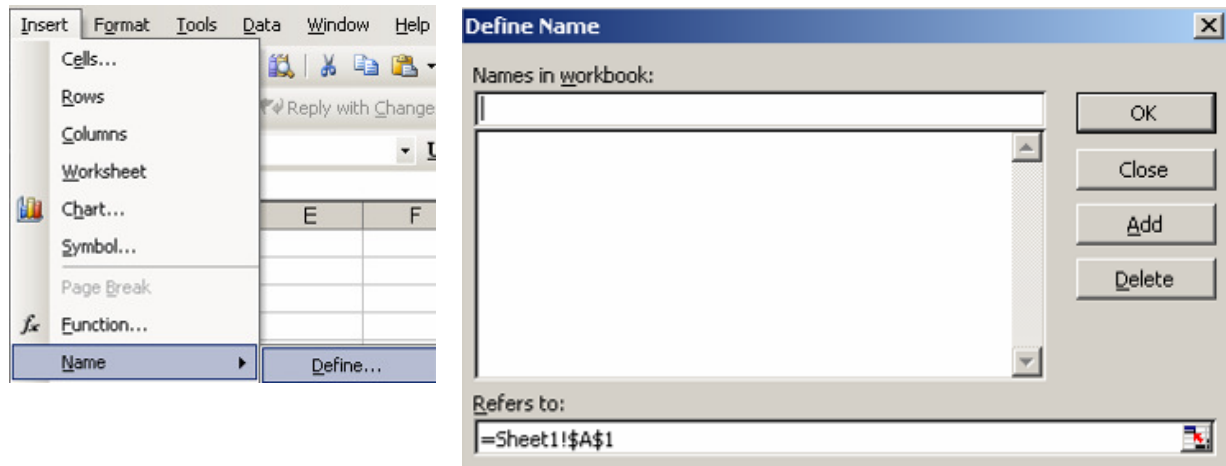 Insert Format Tools Data Window Help
Cells...
Rows
Reply with Change
Columns
U
Worksheet
Chart...
E F
Symbol...
Page Break
fx Function...
Name
Define...
Define Name
Names in workbook:
OK
Close
Add
Delete
Refers to:
=Sheet1!$A$1